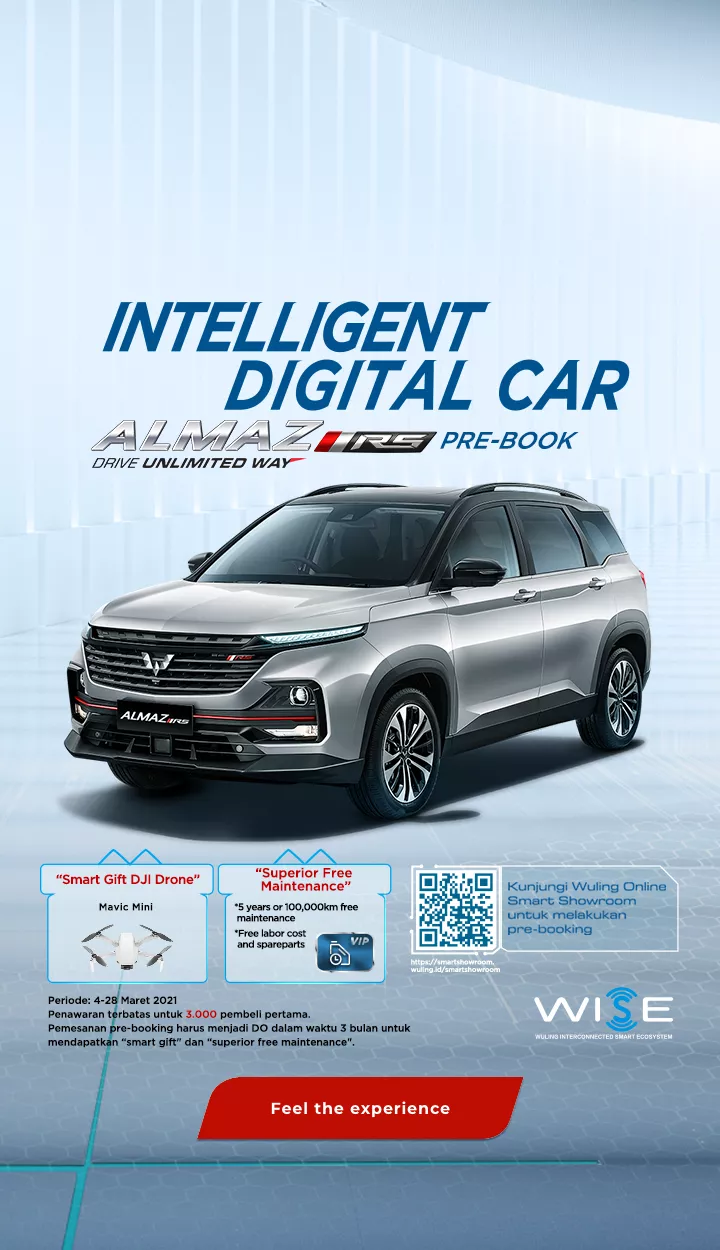 INTELLIGENT
DIGITAL CAR
ALMAZ RS PRE-BOOK
DRIVE UNLIMITED WAY
RS
ALMAZ RS
“Smart Gift DJI Drone”
Mavic Mini
“Superior Free
Maintenance”
*5 years or 100,000km free
maintenance
*Free labor cost
and spareparts
VIP
Kunjungi Wuling Online
Smart Showroom
untuk melakukan
pre-booking
https://smartshowroom.
wuling.id/smartshowroom
Periode: 4-28 Maret 2021
Penawaran terbatas untuk 3.000 pembeli pertama.
Pemesanan pre-booking harus menjadi DO dalam waktu 3 bulan untuk
mendapatkan “smart gift" dan “superior free maintenance".
WISE
WULING INTERCONNECTED SMART ECOSYSTEM
Feel the experience